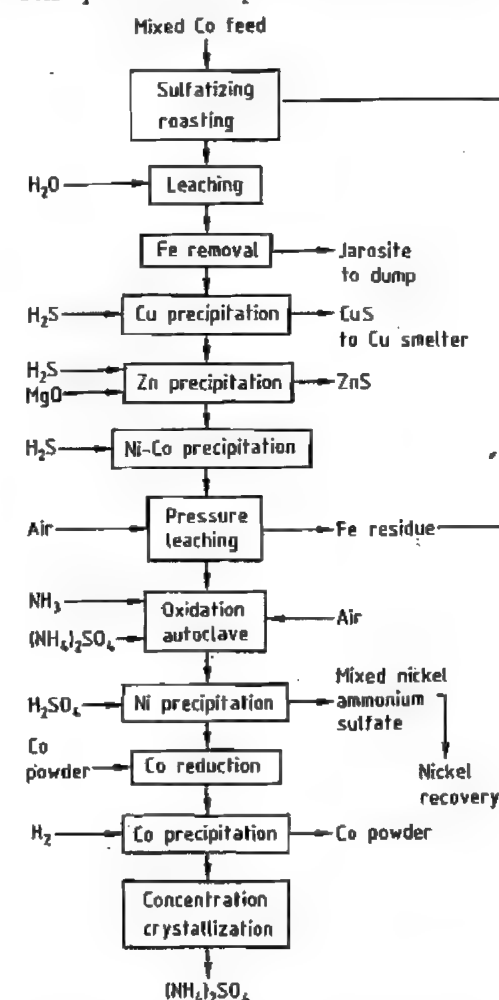 Mixed Co feed
Sulfatizing
roasting
H₂O
Leaching
Fe removal
Jarosite
to dump
H₂S
Cu precipitation
CuS
to Cu smelter
H₂S
MgO
Zn precipitation
ZnS
H₂S
Ni-Co precipitation
Air
Pressure
leaching
Fe residue
NH₃
(NH₄)₂SO₄
Oxidation
autoclave
Air
H₂SO₄
Ni precipitation
Mixed nickel
ammonium
sulfate
Nickel
recovery
Co
powder
Co reduction
H₂
Co precipitation
Co powder
Concentration
crystallization
(NH₄)₂SO₄